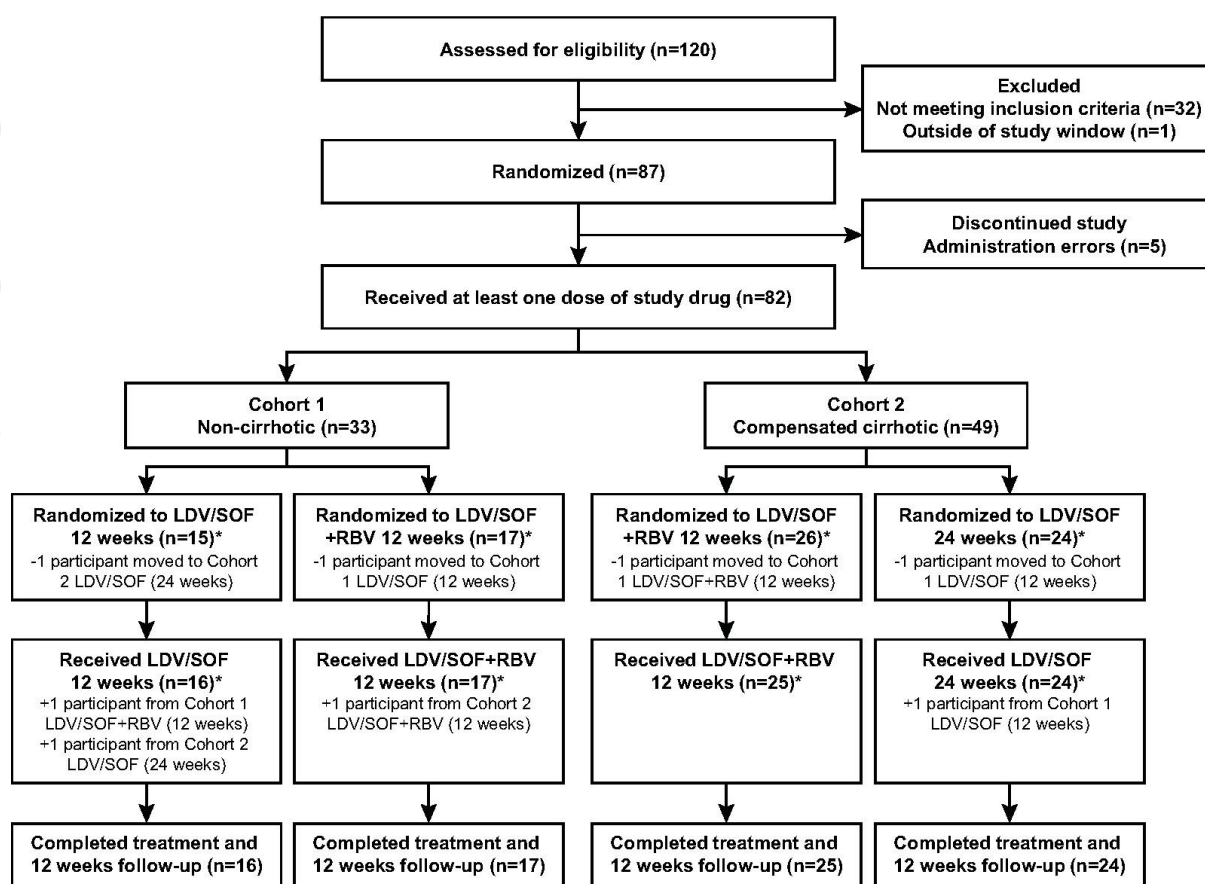 Assessed for eligibility (n=120)
Excluded
Not meeting inclusion criteria (n=32)
Outside of study window (n=1)
Randomized (n=87)
Discontinued study
Administration errors (n=5)
Received at least one dose of study drug (n=82)
Cohort 1
Non-cirrhotic (n=33)
Cohort 2
Compensated cirrhotic (n=49)
Randomized to LDV/SOF
12 weeks (n=15)*
-1 participant moved to Cohort
2 LDV/SOF (24 weeks)
Randomized to LDV/SOF
+RBV 12 weeks (n=17)*
-1 participant moved to Cohort
1 LDV/SOF (12 weeks)
Randomized to LDV/SOF
+RBV 12 weeks (n=26)*
-1 participant moved to Cohort
1 LDV/SOF+RBV (12 weeks)
Randomized to LDV/SOF
24 weeks (n=24)*
-1 participant moved to Cohort
1 LDV/SOF (12 weeks)
Received LDV/SOF
12 weeks (n=16)*
+1 participant from Cohort 1
LDV/SOF+RBV (12 weeks)
+1 participant from Cohort 2
LDV/SOF (24 weeks)
Received LDV/SOF+RBV
12 weeks (n=17)*
+1 participant from Cohort 2
LDV/SOF+RBV (12 weeks)
Received LDV/SOF+RBV
12 weeks (n=25)*
Received LDV/SOF
24 weeks (n=24)*
+1 participant from Cohort 1
LDV/SOF (12 weeks)
Completed treatment and
12 weeks follow-up (n=16)
Completed treatment and
12 weeks follow-up (n=17)
Completed treatment and
12 weeks follow-up (n=25)
Completed treatment and
12 weeks follow-up (n=24)